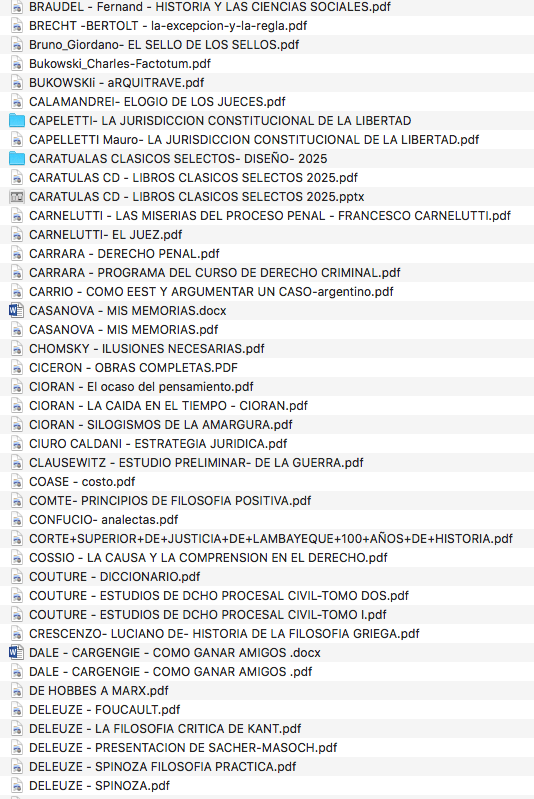 BRAUDEL - Fernand - HISTORIA Y LAS CIENCIAS SOCIALES.pdf
BRECHT -BERTOLT - la-excepcion-y-la-regla.pdf
Bruno_Giordano- EL SELLO DE LOS SELLOS.pdf
Bukowski_Charles-Factotum.pdf
BUKOWSKIi - aRQUITRAVE.pdf
CALAMANDREI- ELOGIO DE LOS JUECES.pdf
CAPELETTI- LA JURISDICCION CONSTITUCIONAL DE LA LIBERTAD
CAPELLETTI Mauro- LA JURISDICCION CONSTITUCIONAL DE LA LIBERTAD.pdf
CARATUALAS CLASICOS SELECTOS- DISEÑO- 2025
CARATULAS CD - LIBROS CLASICOS SELECTOS 2025.pdf
CARATULAS CD - LIBROS CLASICOS SELECTOS 2025.pptx
CARNELUTTI - LAS MISERIAS DEL PROCESO PENAL - FRANCESCO CARNELUTTI.pdf
CARNELUTTI- EL JUEZ.pdf
CARRARA - DERECHO PENAL.pdf
CARRARA - PROGRAMA DEL CURSO DE DERECHO CRIMINAL.pdf
CARRIO - COMO EEST Y ARGUMENTAR UN CASO-argentino.pdf
CASANOVA - MIS MEMORIAS.docx
CASANOVA - MIS MEMORIAS.pdf
CHOMSKY - ILUSIONES NECESARIAS.pdf
CICERON - OBRAS COMPLETAS.PDF
CIORAN - El ocaso del pensamiento.pdf
CIORAN - LA CAIDA EN EL TIEMPO - CIORAN.pdf
CIORAN - SILOGISMOS DE LA AMARGURA.pdf
CIURO CALDANI - ESTRATEGIA JURIDICA.pdf
CLAUSEWITZ - ESTUDIO PRELIMINAR- DE LA GUERRA.pdf
COASE - costo.pdf
COMTE- PRINCIPIOS DE FILOSOFIA POSITIVA.pdf
CONFUCIO- analectas.pdf
CORTE+SUPERIOR+DE+JUSTICIA+DE+LAMBAYEQUE+100+AÑOS+DE+HISTORIA.pdf
COSSIO - LA CAUSA Y LA COMPRENSION EN EL DERECHO.pdf
COUTURE - DICCIONARIO.pdf
COUTURE - ESTUDIOS DE DCHO PROCESAL CIVIL-TOMO DOS.pdf
COUTURE - ESTUDIOS DE DCHO PROCESAL CIVIL-TOMO I.pdf
CRESCENZO- LUCIANO DE- HISTORIA DE LA FILOSOFIA GRIEGA.pdf
DALE - CARGENGIE - COMO GANAR AMIGOS .docx
DALE - CARGENGIE - COMO GANAR AMIGOS .pdf
DE HOBBES A MARX.pdf
DELEUZE - FOUCAULT.pdf
DELEUZE - LA FILOSOFIA CRITICA DE KANT.pdf
DELEUZE - PRESENTACION DE SACHER-MASOCH.pdf
DELEUZE - SPINOZA FILOSOFIA PRACTICA.pdf
DELEUZE - SPINOZA.pdf